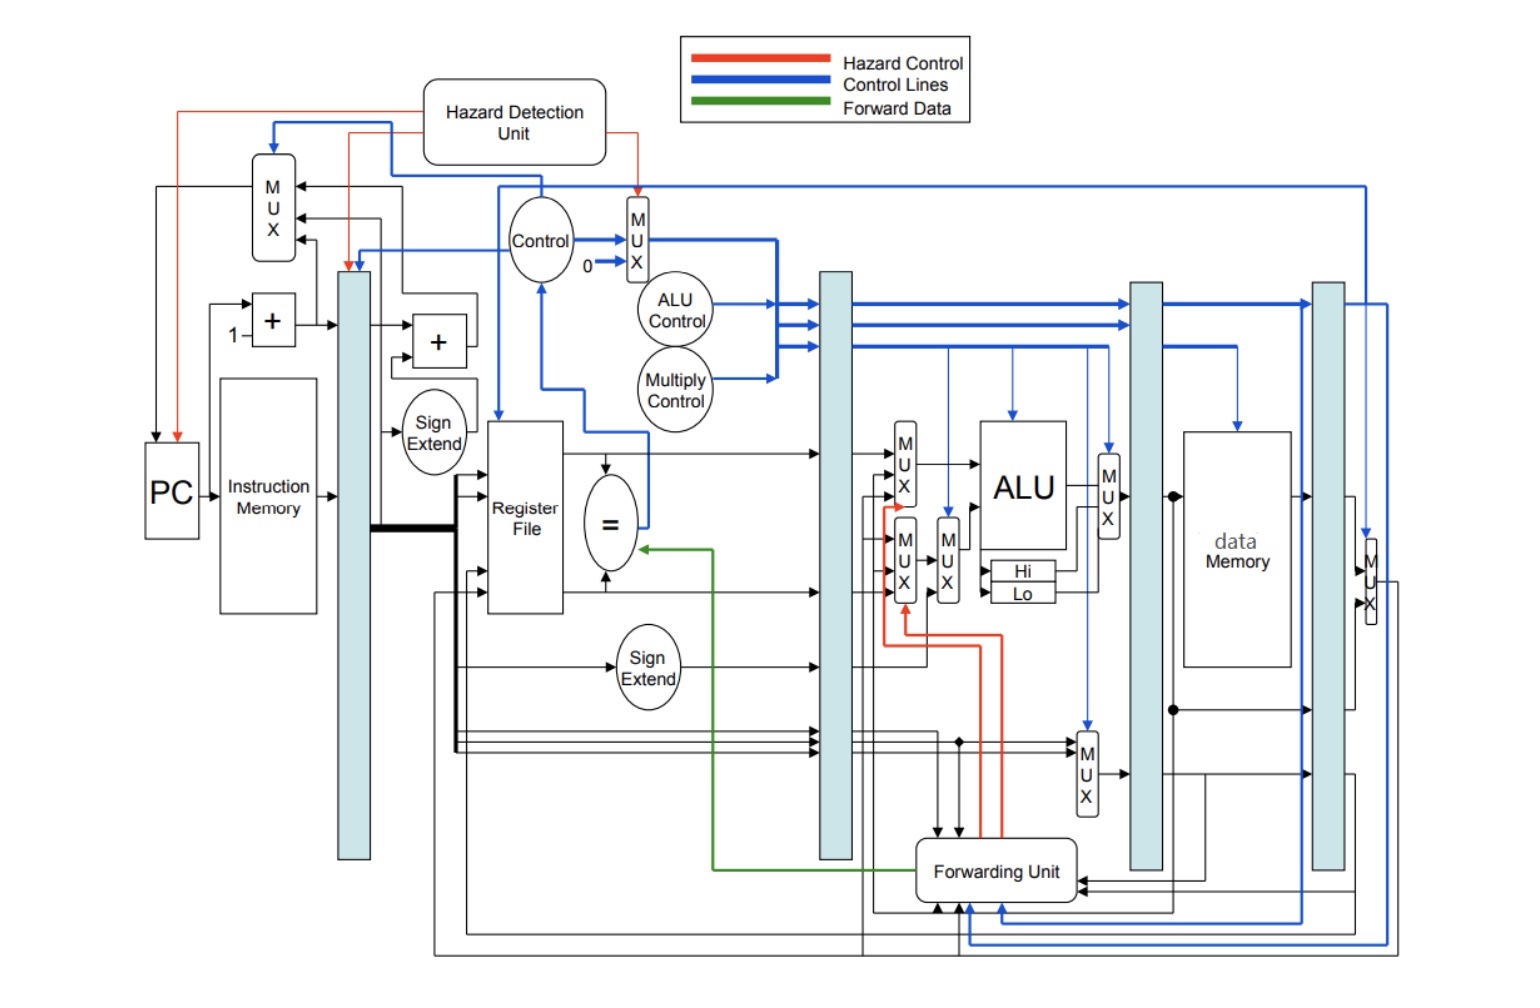 Hazard Control
Control Lines
Forward Data
Hazard Detection
Unit
M
U
X
Control
0
M
U
X
1
+
+
ALU
Control
Multiply
Control
Sign
Extend
PC
Instruction
Memory
Register
File
=
M
U
X
M
U
X
M
U
X
ALU
Hi
Lo
M
U
X
data
Memory
M
U
X
Sign
Extend
M
U
X
Forwarding Unit